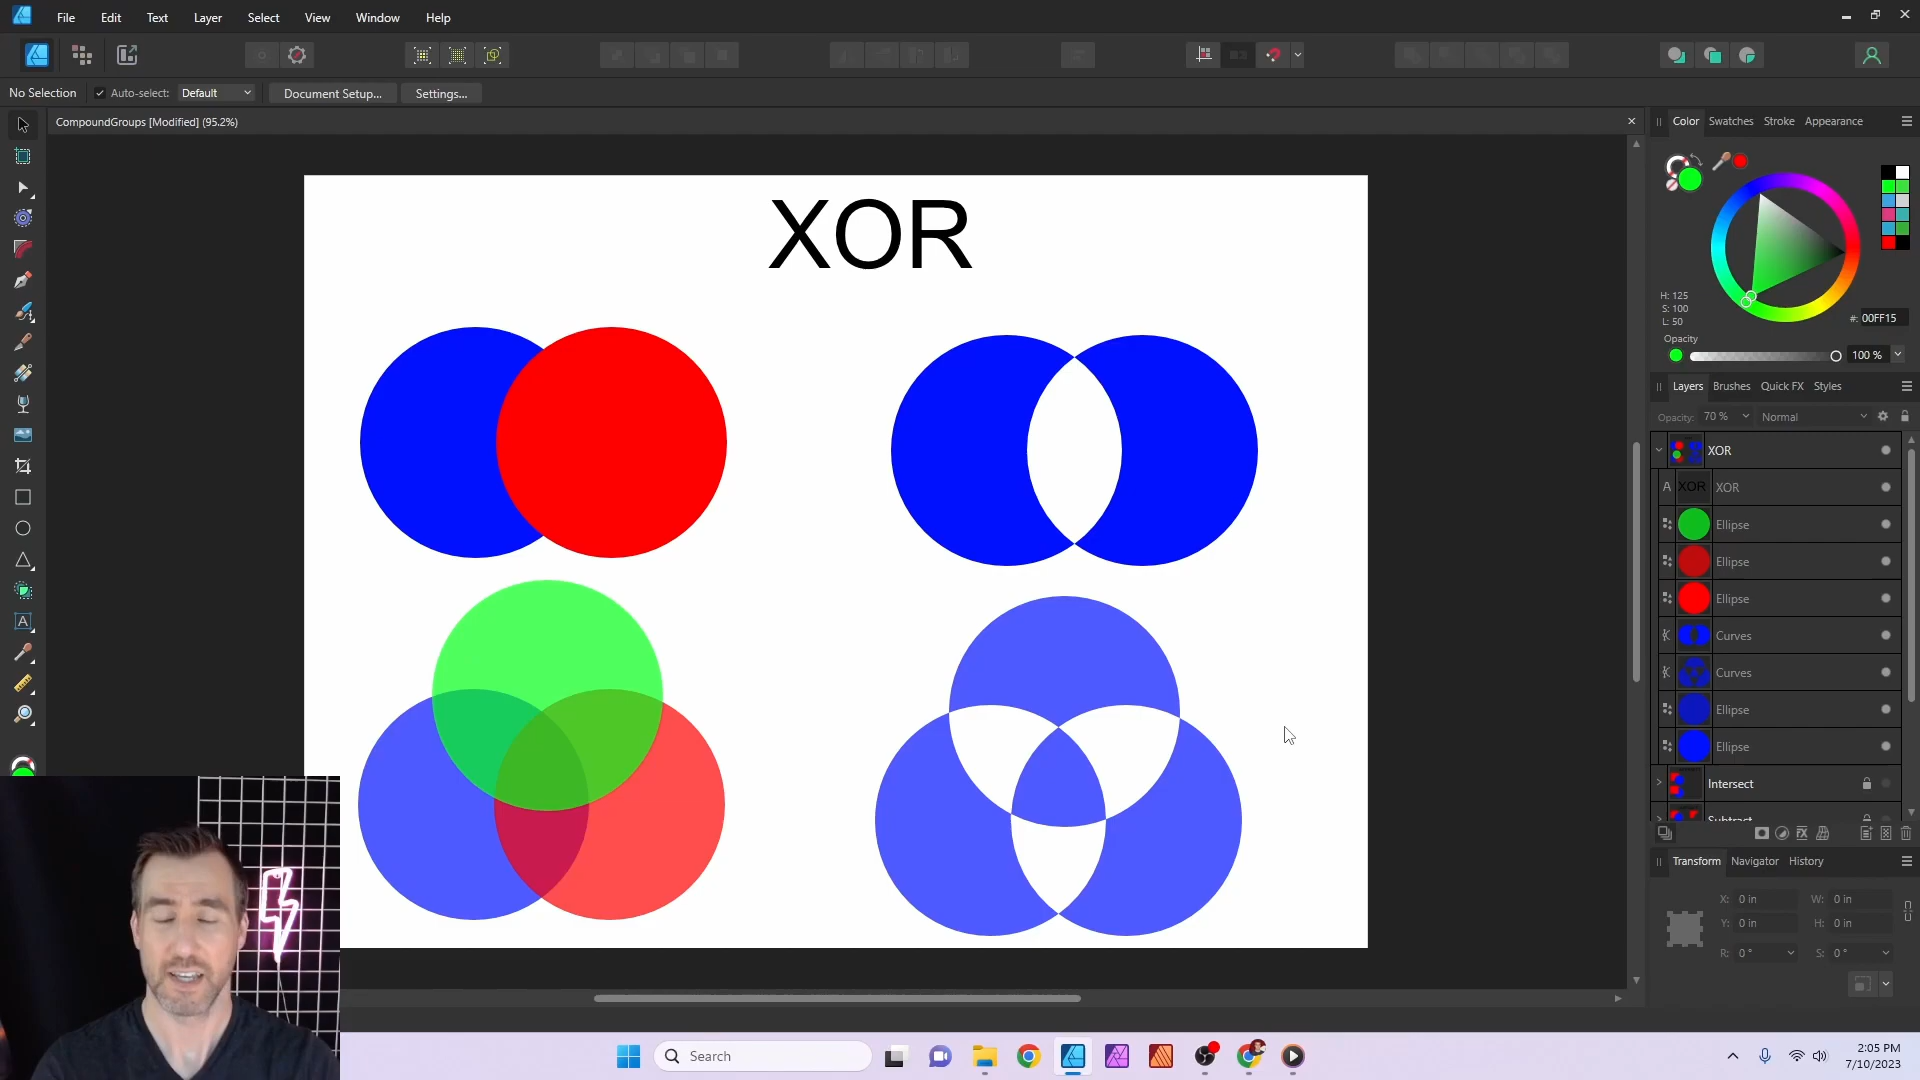 File Edit Text Layer Select View Window Help
No Selection Auto-select: Default Document Setup... Settings...
CompoundGroups [Modified] (95.2%)
XOR
Color Swatches Stroke Appearance
H: 125
S: 100
L: 50
#: 00FF15
Opacity
100 %
Layers Brushes Quick FX Styles
Opacity: 70 % Normal
XOR
A XOR XOR
Ellipse
Ellipse
Ellipse
Curves
Curves
Ellipse
Ellipse
Intersect
Subtract
Transform Navigator History
X: 0 in W: 0 in
Y: 0 in H: 0 in
R: 0 ° S: 0 °
Search
2:05 PM
7/10/2023